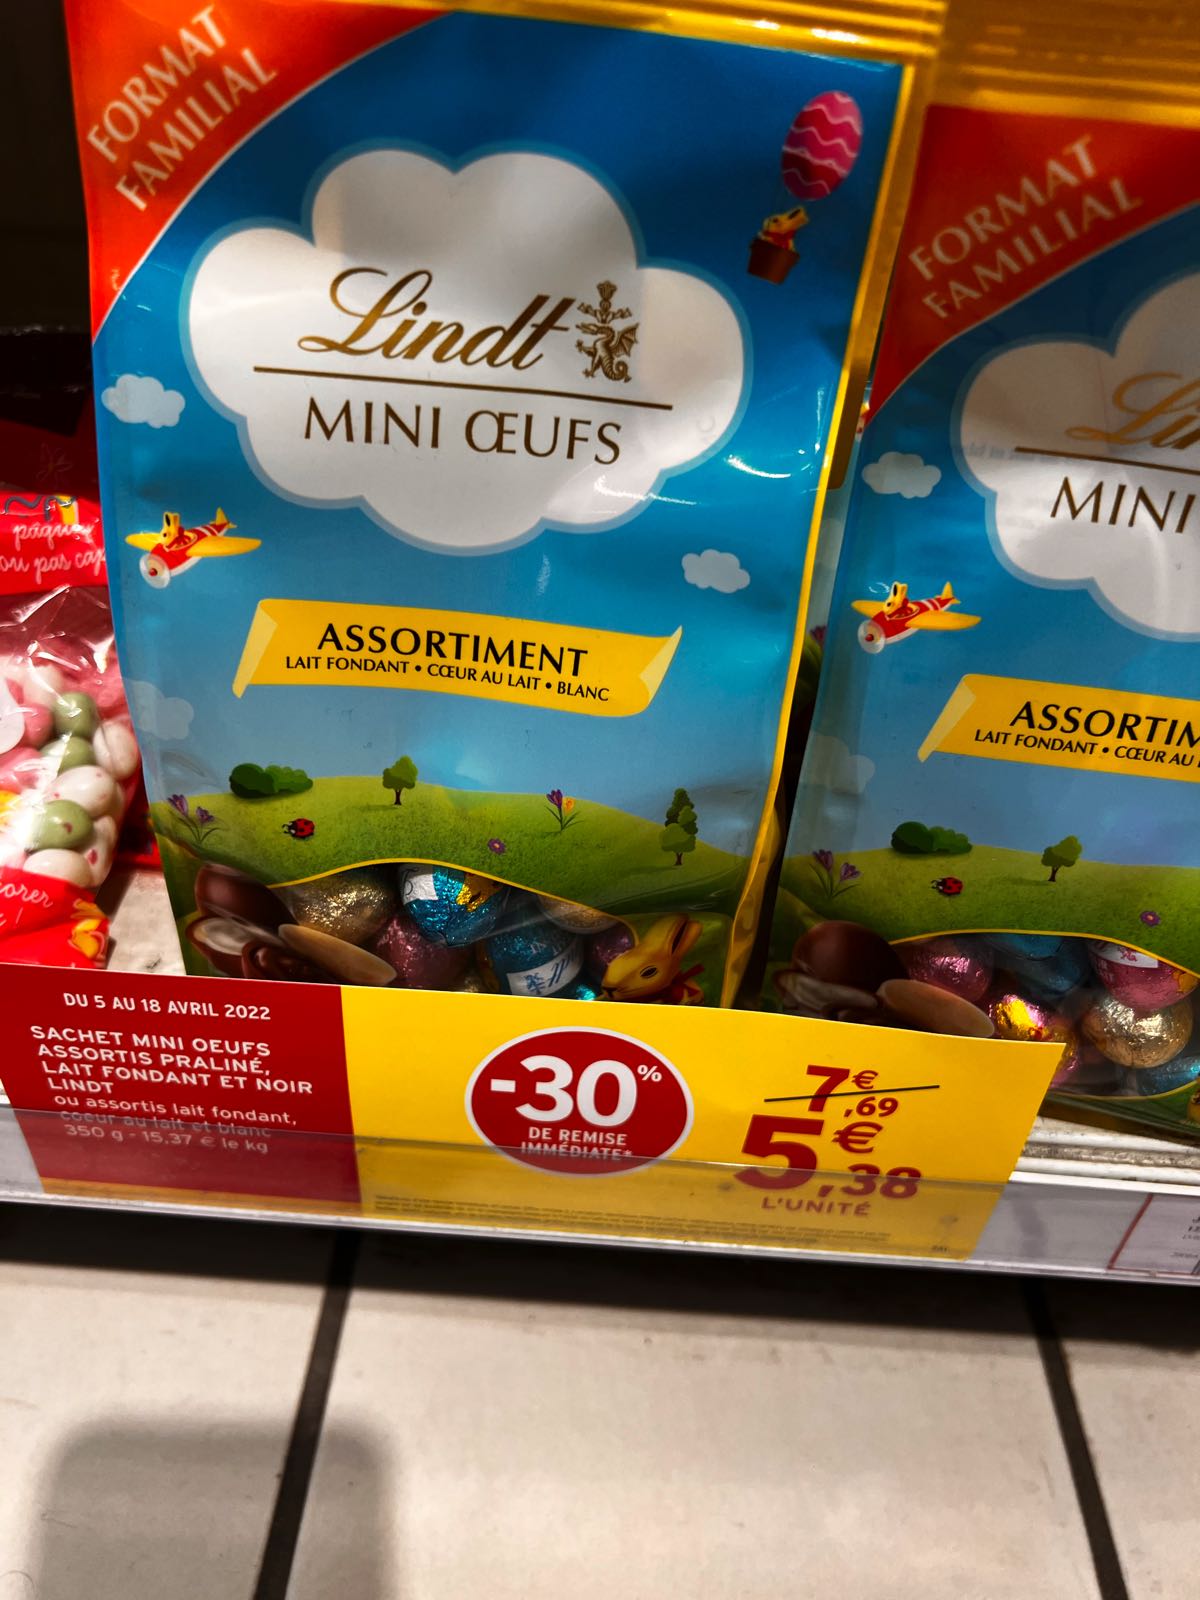 FORMAT
FAMILIAL
Lindt
MINI ŒUFS
ASSORTIMENT
LAIT FONDANT • CŒUR AU LAIT • BLANC
FORMAT
FAMILIAL
MINI
LAIT FONDANT • CŒUR AU
pas
DU 5 AU 18 AVRIL 2022
SACHET MINI OEUFS
ASSORTIS PRALINÉ,
LAIT FONDANT ET NOIR
LINDT
ou assortis lait fondant,
coeur au lait et blanc
350 g - 15,37 € le kg
-30%
DE REMISE
IMMÉDIATE*
7€,69
5€,38
L'UNITÉ